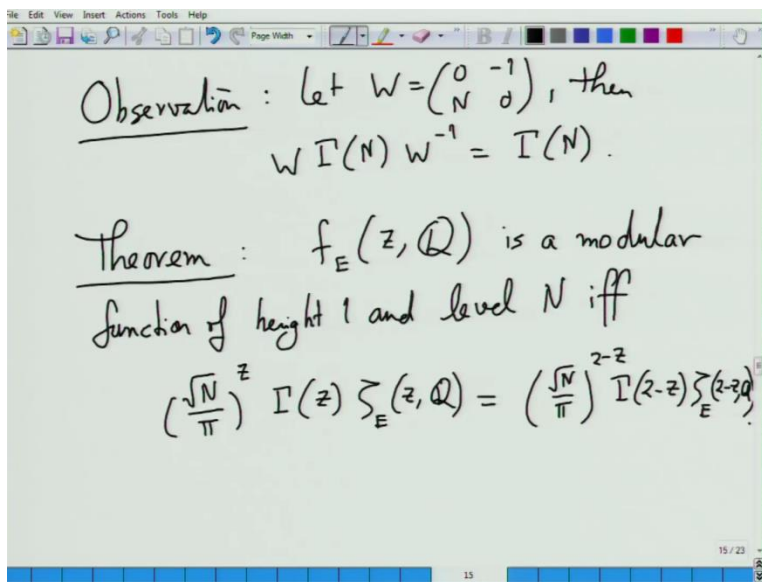 File Edit View Insert Actions Tools Help
Page Width
Observation : Let W = (0 -1 N 0), then
W Γ(N) W⁻¹ = Γ(N).
Theorem : f_E(z, Q) is a modular
function of height 1 and level N iff
(√N/π)^z Γ(z) ζ_E(z, Q) = (√N/π)^(2-z) Γ(2-z) ζ_E(2-z, Q).
15 / 23
15